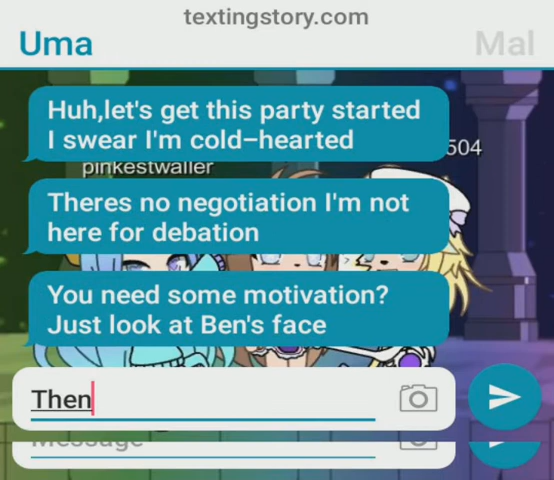 textingstory.com
Uma
Mal
Huh,let's get this party started
I swear I'm cold-hearted
504
pinkestwaller
Theres no negotiation I'm not
here for debation
You need some motivation?
Just look at Ben's face
Then
Message